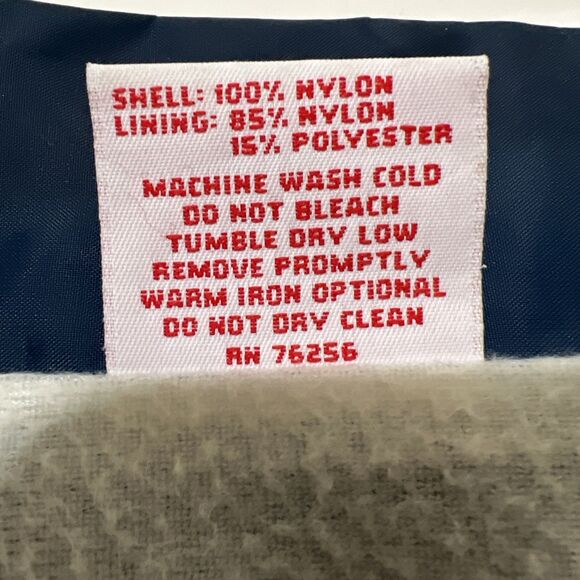 SHELL: 100% NYLON
LINING: 85% NYLON
15% POLYESTER
MACHINE WASH COLD
DO NOT BLEACH
TUMBLE DRY LOW
REMOVE PROMPTLY
WARM IRON OPTIONAL
DO NOT DRY CLEAN
RN 76256